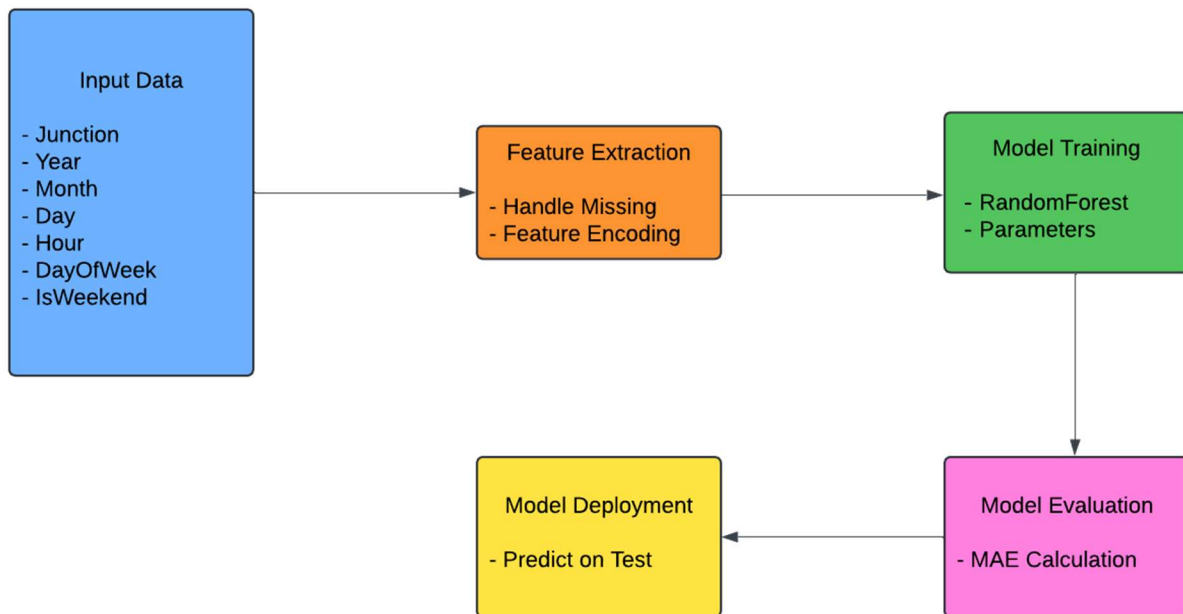 Input Data
- Junction
- Year
- Month
- Day
- Hour
- DayOfWeek
- IsWeekend
Feature Extraction
- Handle Missing
- Feature Encoding
Model Training
- RandomForest
- Parameters
Model Evaluation
- MAE Calculation
Model Deployment
- Predict on Test